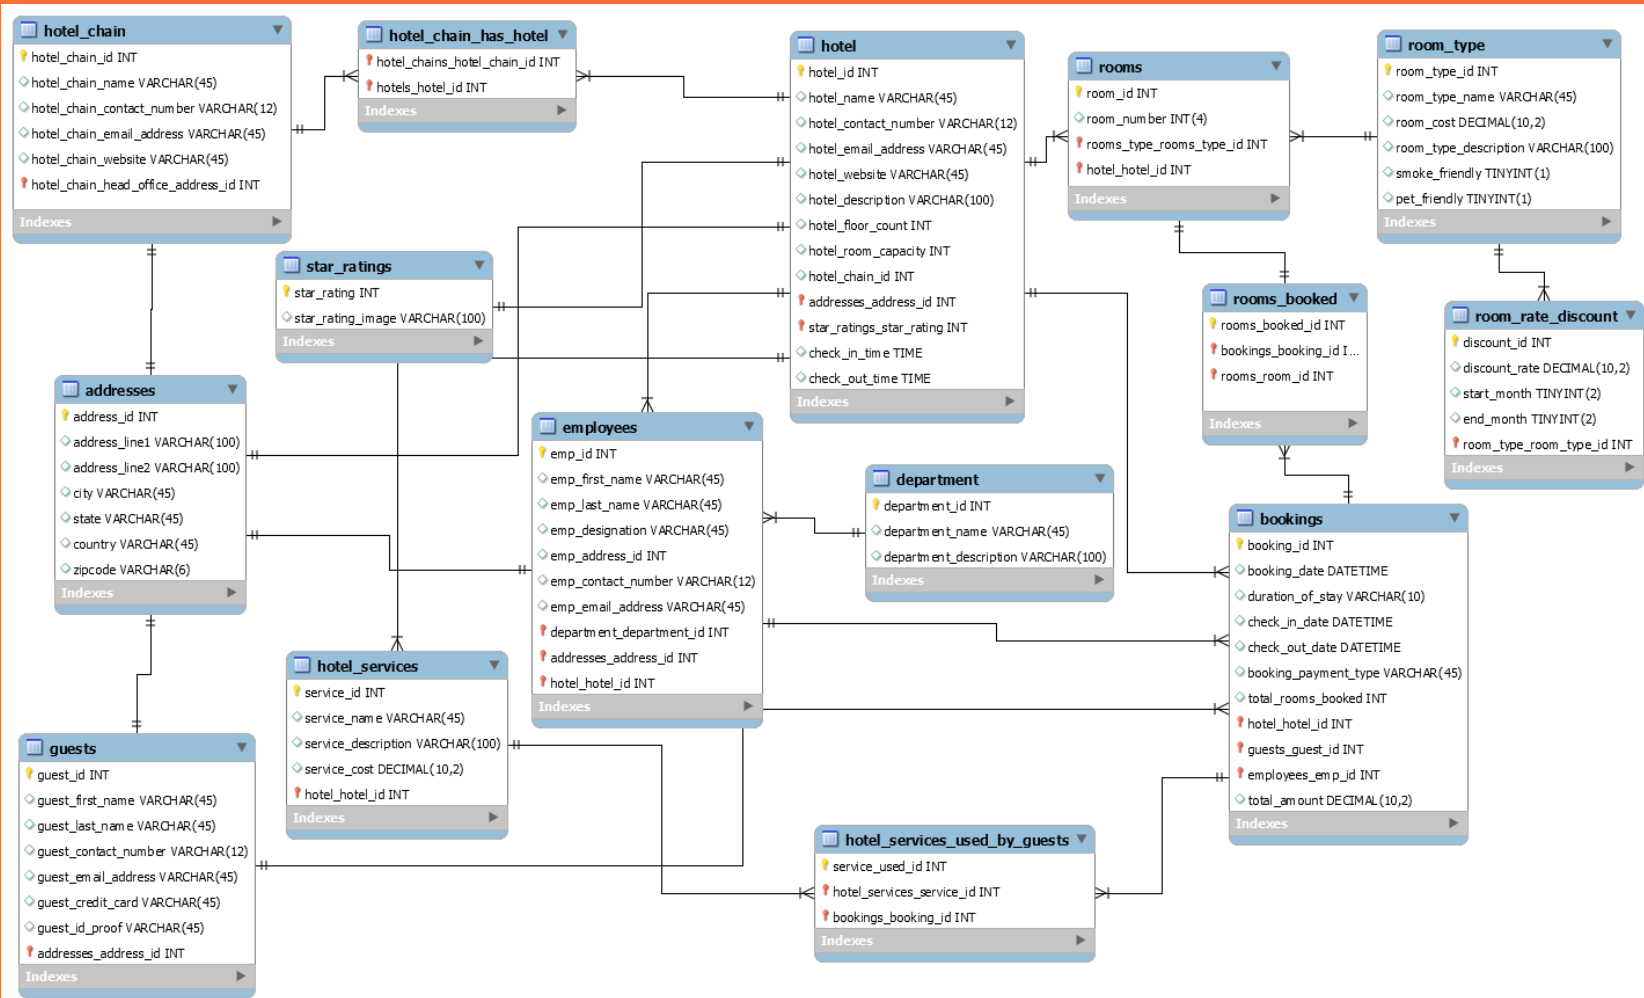 hotel_chain
hotel_chain_id INT
hotel_chain_name VARCHAR(45)
hotel_chain_contact_number VARCHAR(12)
hotel_chain_email_address VARCHAR(45)
hotel_chain_website VARCHAR(45)
hotel_chain_head_office_address_id INT
Indexes
hotel_chain_has_hotel
hotel_chains_hotel_chain_id INT
hotels_hotel_id INT
Indexes
hotel
hotel_id INT
hotel_name VARCHAR(45)
hotel_contact_number VARCHAR(12)
hotel_email_address VARCHAR(45)
hotel_website VARCHAR(45)
hotel_description VARCHAR(100)
hotel_floor_count INT
hotel_room_capacity INT
hotel_chain_id INT
addresses_address_id INT
star_ratings_star_rating INT
check_in_time TIME
check_out_time TIME
Indexes
rooms
room_id INT
room_number INT(4)
rooms_type_rooms_type_id INT
hotel_hotel_id INT
Indexes
room_type
room_type_id INT
room_type_name VARCHAR(45)
room_cost DECIMAL(10,2)
room_type_description VARCHAR(100)
smoke_friendly TINYINT(1)
pet_friendly TINYINT(1)
Indexes
star_ratings
star_rating INT
star_rating_image VARCHAR(100)
Indexes
rooms_booked
rooms_booked_id INT
bookings_booking_id I...
rooms_room_id INT
Indexes
room_rate_discount
discount_id INT
discount_rate DECIMAL(10,2)
start_month TINYINT(2)
end_month TINYINT(2)
room_type_room_type_id INT
Indexes
addresses
address_id INT
address_line1 VARCHAR(100)
address_line2 VARCHAR(100)
city VARCHAR(45)
state VARCHAR(45)
country VARCHAR(45)
zipcode VARCHAR(6)
Indexes
employees
emp_id INT
emp_first_name VARCHAR(45)
emp_last_name VARCHAR(45)
emp_designation VARCHAR(45)
emp_address_id INT
emp_contact_number VARCHAR(12)
emp_email_address VARCHAR(45)
department_department_id INT
addresses_address_id INT
hotel_hotel_id INT
Indexes
department
department_id INT
department_name VARCHAR(45)
department_description VARCHAR(100)
Indexes
bookings
booking_id INT
booking_date DATETIME
duration_of_stay VARCHAR(10)
check_in_date DATETIME
check_out_date DATETIME
booking_payment_type VARCHAR(45)
total_rooms_booked INT
hotel_hotel_id INT
guests_guest_id INT
employees_emp_id INT
total_amount DECIMAL(10,2)
Indexes
hotel_services
service_id INT
service_name VARCHAR(45)
service_description VARCHAR(100)
service_cost DECIMAL(10,2)
hotel_hotel_id INT
Indexes
guests
guest_id INT
guest_first_name VARCHAR(45)
guest_last_name VARCHAR(45)
guest_contact_number VARCHAR(12)
guest_email_address VARCHAR(45)
guest_credit_card VARCHAR(45)
guest_id_proof VARCHAR(45)
addresses_address_id INT
Indexes
hotel_services_used_by_guests
service_used_id INT
hotel_services_service_id INT
bookings_booking_id INT
Indexes